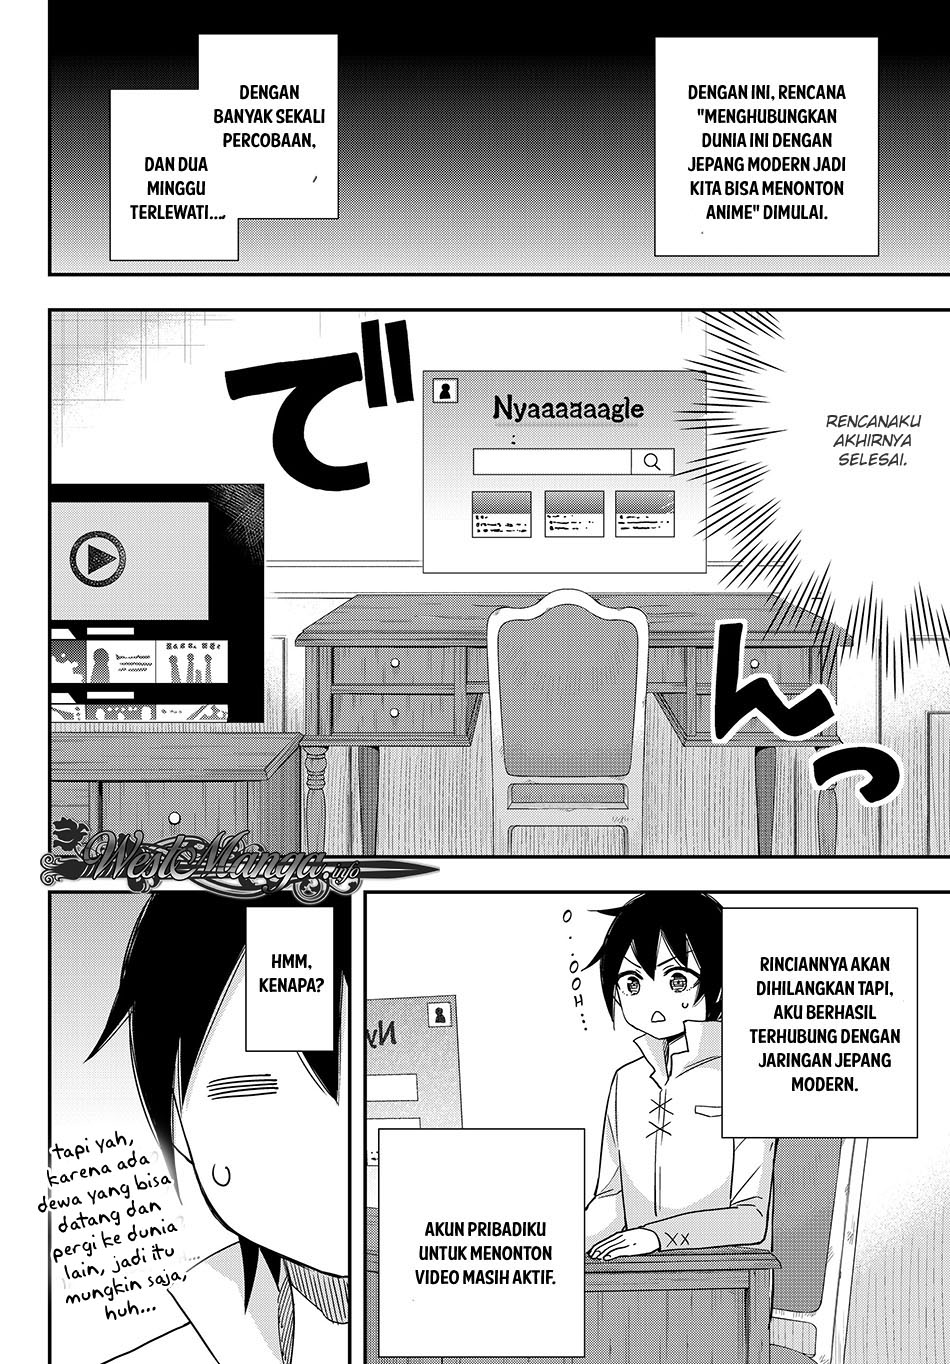 DENGAN INI, RENCANA
"MENGHUBUNGKAN
DUNIA INI DENGAN
JEPANG MODERN JADI
KITA BISA MENONTON
ANIME" DIMULAI.
DENGAN
BANYAK SEKALI
PERCOBAAN,
DAN DUA
MINGGU
TERLEWATI...
RENCANAKU
AKHIRNYA
SELESAI.
Nyaaaaaagle
で
んっ
WestManga.info
RINCIANNYA AKAN
DIHILANGKAN TAPI,
AKU BERHASIL
TERHUBUNG DENGAN
JARINGAN JEPANG
MODERN.
O..OOH...
AKUN PRIBADIKU
UNTUK MENONTON
VIDEO MASIH AKTIF.
HMM,
KENAPA?
tapi yah,
karena ada
dewa yang bisa
datang dan
pergi ke dunia
lain, jadi itu
mungkin saja,
huh...